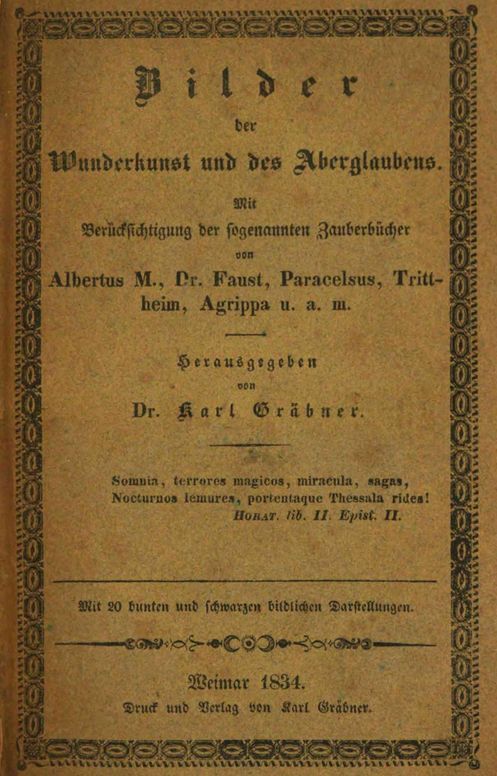 Bilder
der
Wunderkunst und des Aberglaubens.
Mit
Berücksichtigung der sogenannten Zauberbücher
von
Albertus M., Dr. Faust, Paracelsus, Tritt-
heim, Agrippa u. a. m.
Herausgegeben
von
Dr. Karl Gräbner.
Somnia, terrores magicos, miracula, sagas,
Nocturnos lemures, portentaque Thessala rides!
HORAT. lib. II. Epist. II.
Mit 20 bunten und schwarzen bildlichen Darstellungen.
Weimar 1834.
Druck und Verlag von Karl Gräbner.